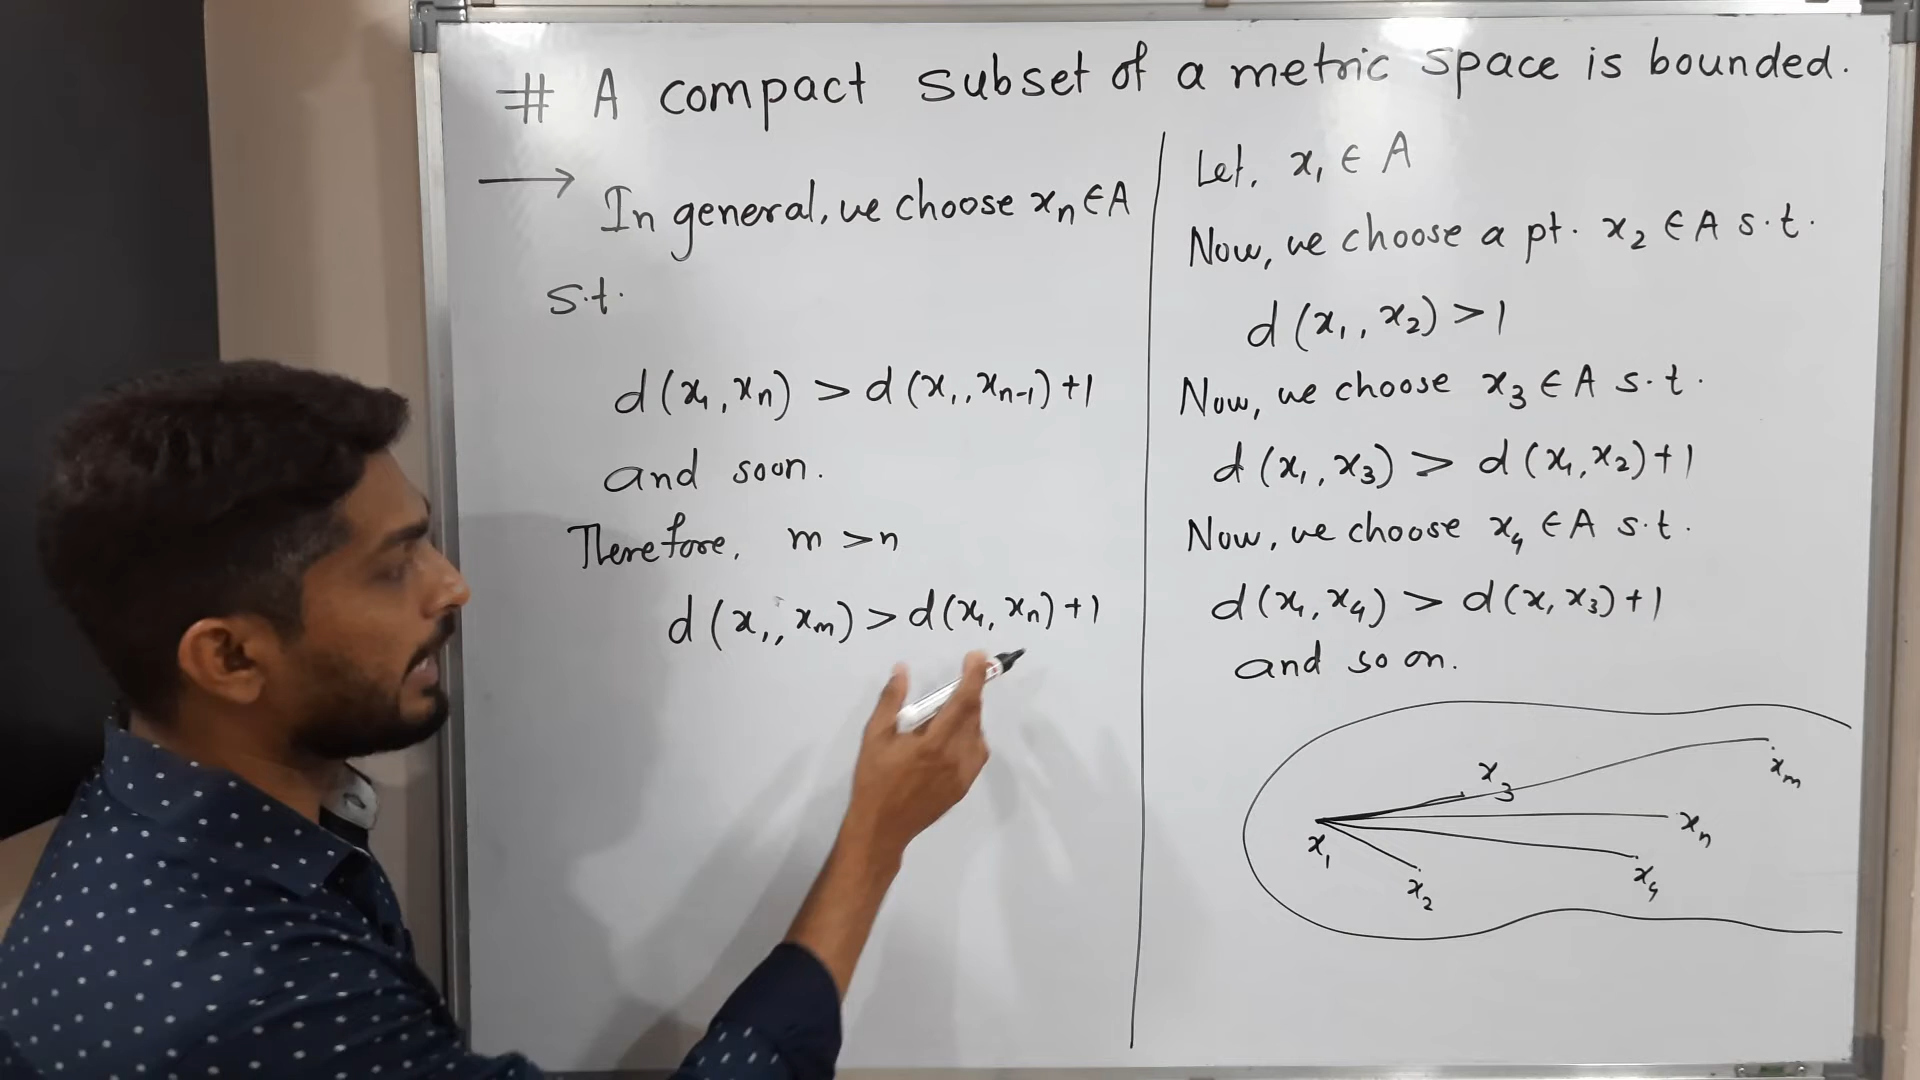 # A compact subset of a metric space is bounded.
→ In general, we choose xₙ ∈ A
s.t.
d(x₁, xₙ) > d(x₁, xₙ₋₁) + 1
and soon.
Therefore, m > n
d(x₁, xₘ) > d(x₁, xₙ) + 1
Let, x₁ ∈ A
Now, we choose a pt. x₂ ∈ A s.t.
d(x₁, x₂) > 1
Now, we choose x₃ ∈ A s.t.
d(x₁, x₃) > d(x₁, x₂) + 1
Now, we choose x₄ ∈ A s.t.
d(x₁, x₄) > d(x, x₃) + 1
and so on.
x₃
xₘ
xₙ
x₁
x₄
x₂